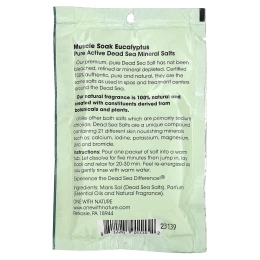 Muscle Soak Eucalyptus
Pure Active Dead Sea Mineral Salts
Our premium, pure Dead Sea Salt has not been
bleached, refined or mineral depleted. Certified
100% authentic, pure and natural, they are the
same salts as used in spas and treatment centers
around the Dead Sea.
Our natural fragrance is 100% natural and
created with constituents derived from
botanicals and plants.
Unlike other bath salts which are primarily sodium
chloride, Dead Sea Salts are a unique compound
containing 21 different skin nourishing minerals
such as: calcium, iodine, potassium, magnesium,
zinc and bromide.
Instructions: Pour one packet of salt into a warm
tub. Let dissolve for five minutes then jump in, lay
back and relax for 20-30 min. Feel re-energized as
you gently rinse with warm water.
Experience the Dead Sea Difference®!
Ingredients: Maris Sal (Dead Sea Salts), Parfum
(Essential Oils and Natural Fragrance).
ONE WITH NATURE
www.onewithnature.com
Perkasie, PA 18944
23139